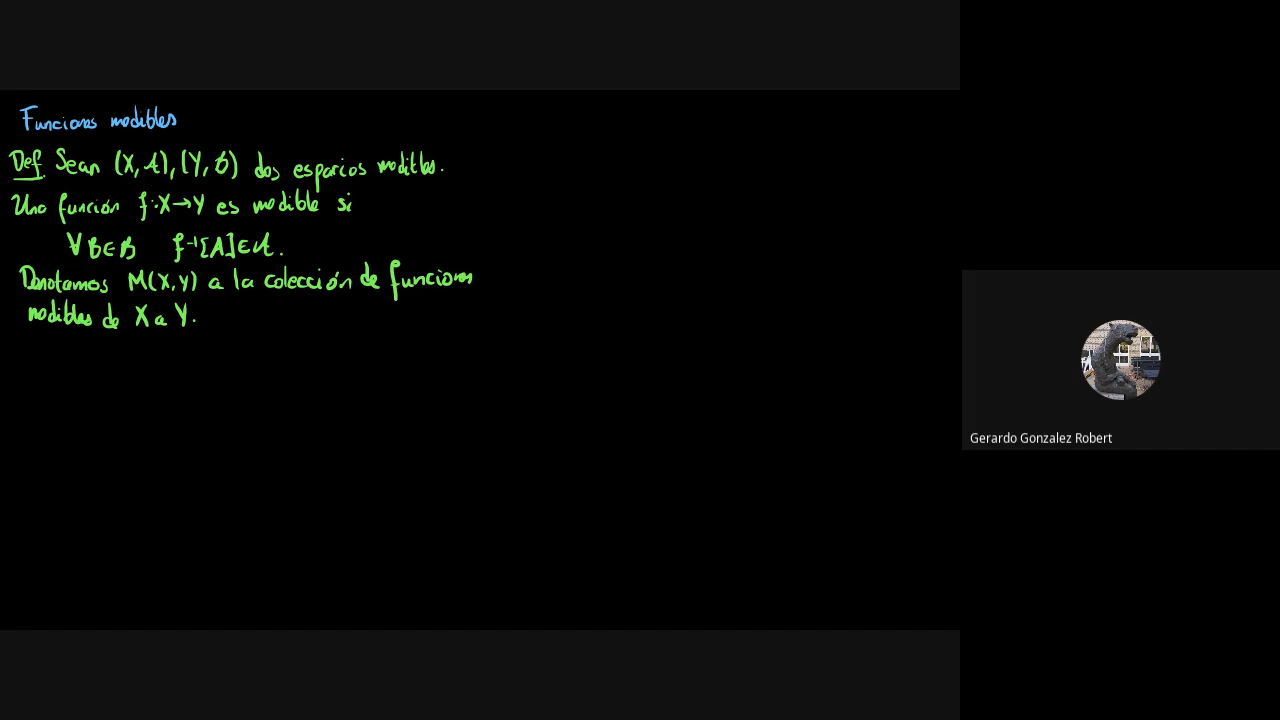 Funciones medibles
Def. Sean (X, 𝒜), (Y, ℬ) dos espacios medibles.
Una función f:X→Y es medible si
∀B∈ℬ f⁻¹[A]∈𝒜.
Denotamos M(X,Y) a la colección de funciones
medibles de X a Y.
Gerardo Gonzalez Robert